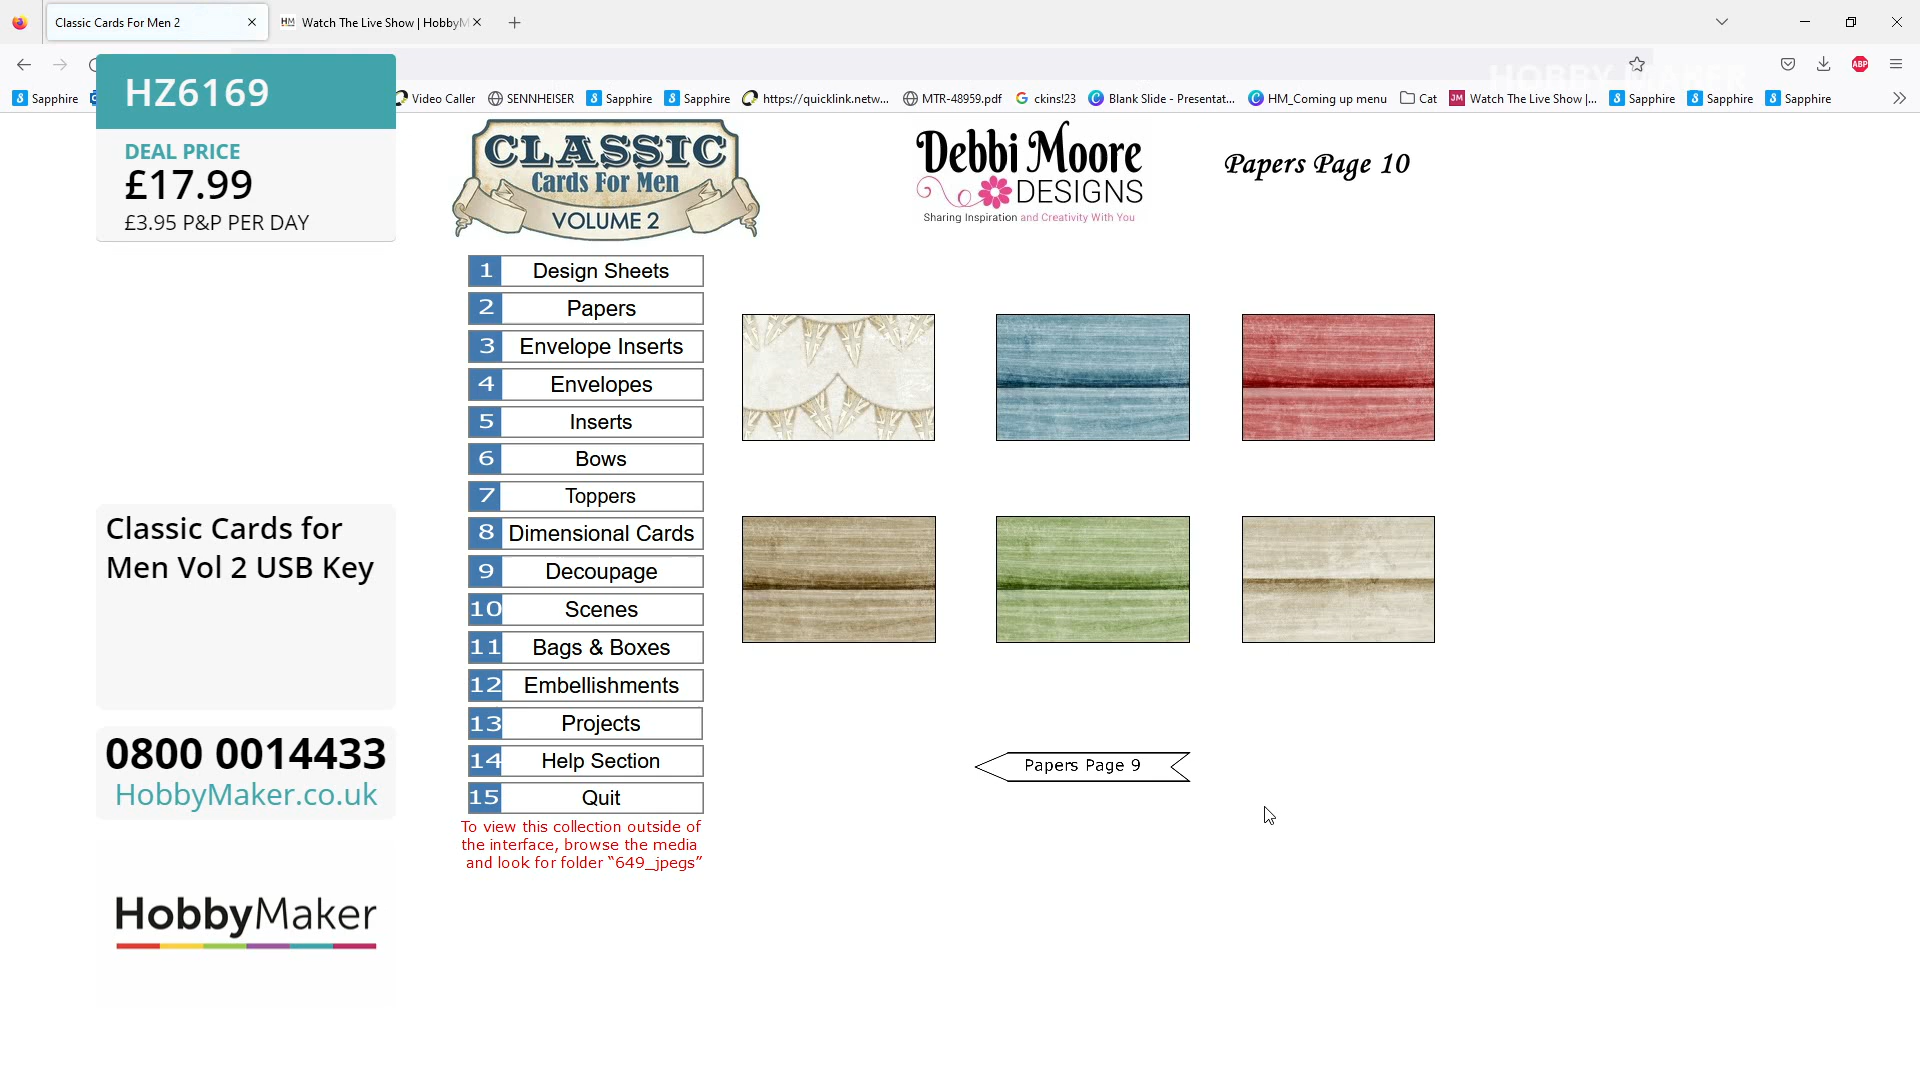 Classic Cards For Men 2
HM Watch The Live Show | HobbyM
HZ6169
ABP
HOBBY MAKER
Sapphire
Video Caller
SENNHEISER
Sapphire
Sapphire
https://quicklink.netw...
MTR-48959.pdf
ckins!23
Blank Slide - Presentat...
HM_Coming up menu
Cat
JM Watch The Live Show |...
Sapphire
Sapphire
Sapphire
DEAL PRICE
£17.99
£3.95 P&P PER DAY
CLASSIC
Cards For Men
VOLUME 2
Debbi Moore
DESIGNS
Sharing Inspiration and Creativity With You
Papers Page 10
1 Design Sheets
2 Papers
3 Envelope Inserts
4 Envelopes
5 Inserts
6 Bows
7 Toppers
8 Dimensional Cards
9 Decoupage
10 Scenes
11 Bags & Boxes
12 Embellishments
13 Projects
14 Help Section
15 Quit
To view this collection outside of
the interface, browse the media
and look for folder “649_jpegs”
Papers Page 9
Classic Cards for
Men Vol 2 USB Key
0800 0014433
HobbyMaker.co.uk
HobbyMaker